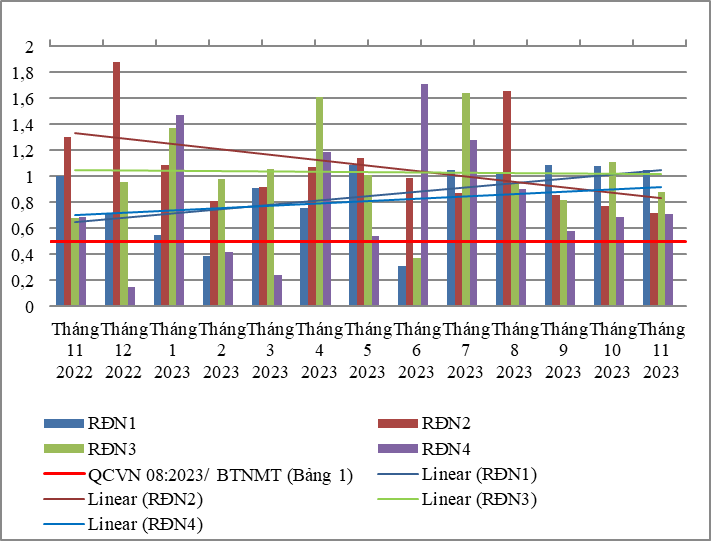 2
1,8
1,6
1,4
1,2
1
0,8
0,6
0,4
0,2
0
Tháng 11 2022
Tháng 12 2022
Tháng 1 2023
Tháng 2 2023
Tháng 3 2023
Tháng 4 2023
Tháng 5 2023
Tháng 6 2023
Tháng 7 2023
Tháng 8 2023
Tháng 9 2023
Tháng 10 2023
Tháng 11 2023
RĐN1
RĐN2
RĐN3
RĐN4
QCVN 08:2023/ BTNMT (Bảng 1)
Linear (RĐN1)
Linear (RĐN2)
Linear (RĐN3)
Linear (RĐN4)